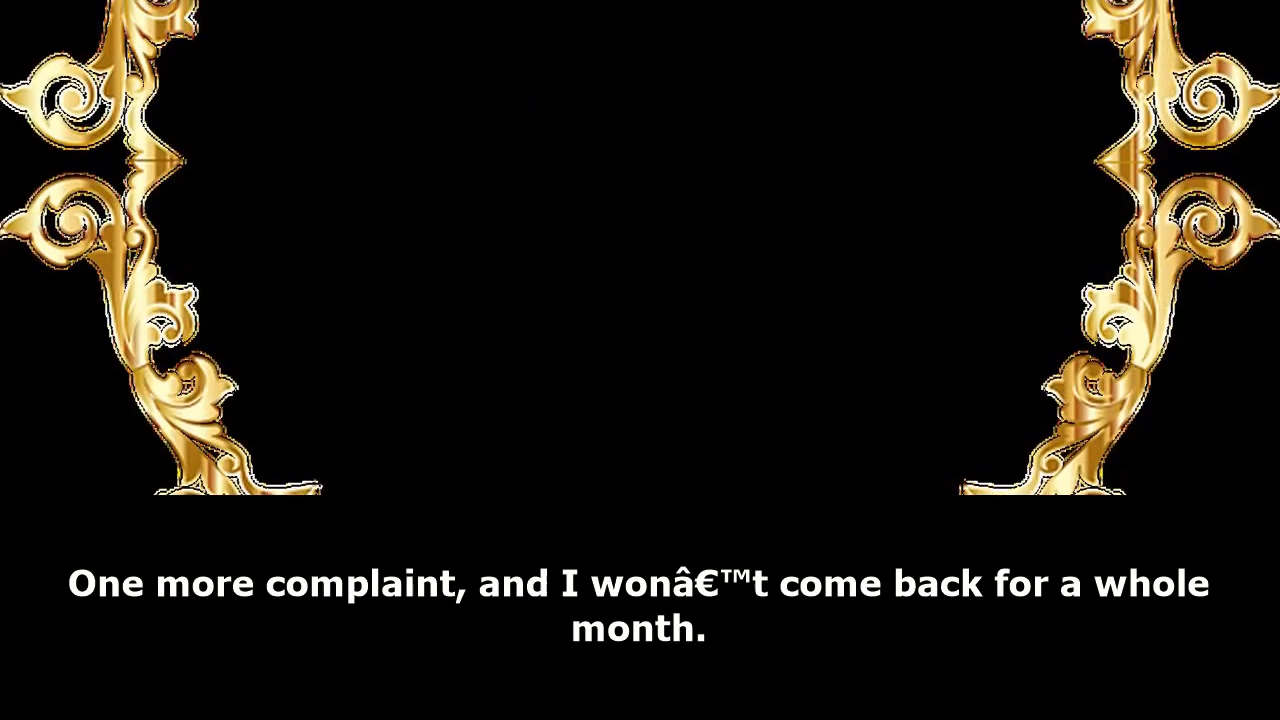 One more complaint, and I wonâ€™t come back for a whole
month.